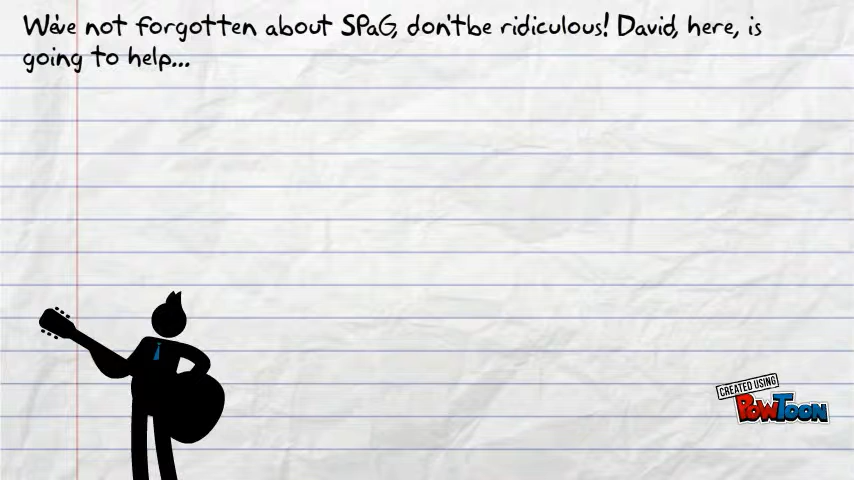 We've not forgotten about SPaG, don't be ridiculous! David, here, is
going to help...
CREATED USING
POWTOON